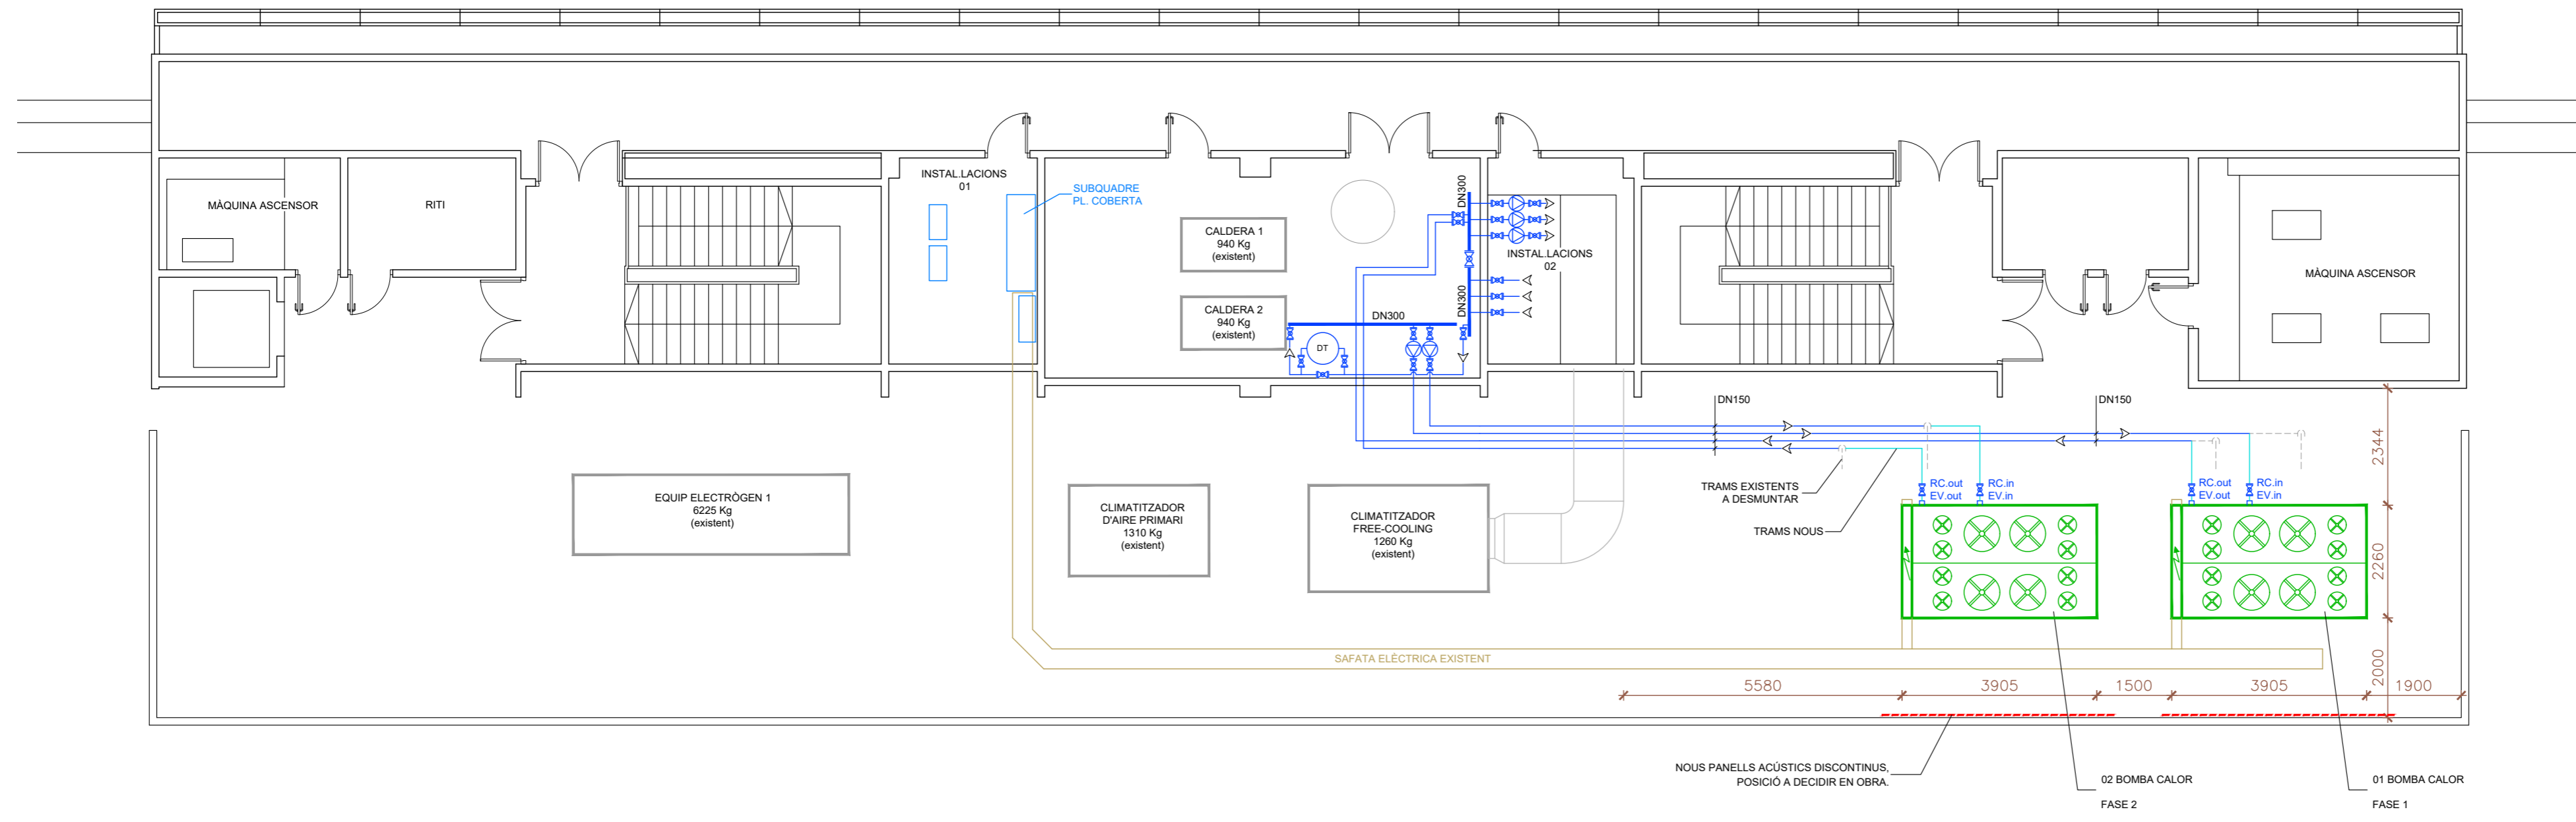 INSTAL.LACIONS
01
SUBQUADRE
PL. COBERTA
MÀQUINA ASCENSOR
RITI
CALDERA 1
940 Kg
(existent)
CALDERA 2
940 Kg
(existent)
DN300
DN300
DN300
DT
INSTAL.LACIONS
02
MÀQUINA ASCENSOR
DN150
DN150
2344
TRAMS EXISTENTS
A DESMUNTAR
TRAMS NOUS
RC.out
EV.out
RC.in
EV.in
RC.out
EV.out
RC.in
EV.in
EQUIP ELECTRÒGEN 1
6225 Kg
(existent)
CLIMATITZADOR
D'AIRE PRIMARI
1310 Kg
(existent)
CLIMATITZADOR
FREE-COOLING
1260 Kg
(existent)
2260
SAFATA ELÈCTRICA EXISTENT
2000
5580
3905
1500
3905
1900
NOUS PANELLS ACÚSTICS DISCONTINUS,
POSICIÓ A DECIDIR EN OBRA.
02 BOMBA CALOR
FASE 2
01 BOMBA CALOR
FASE 1